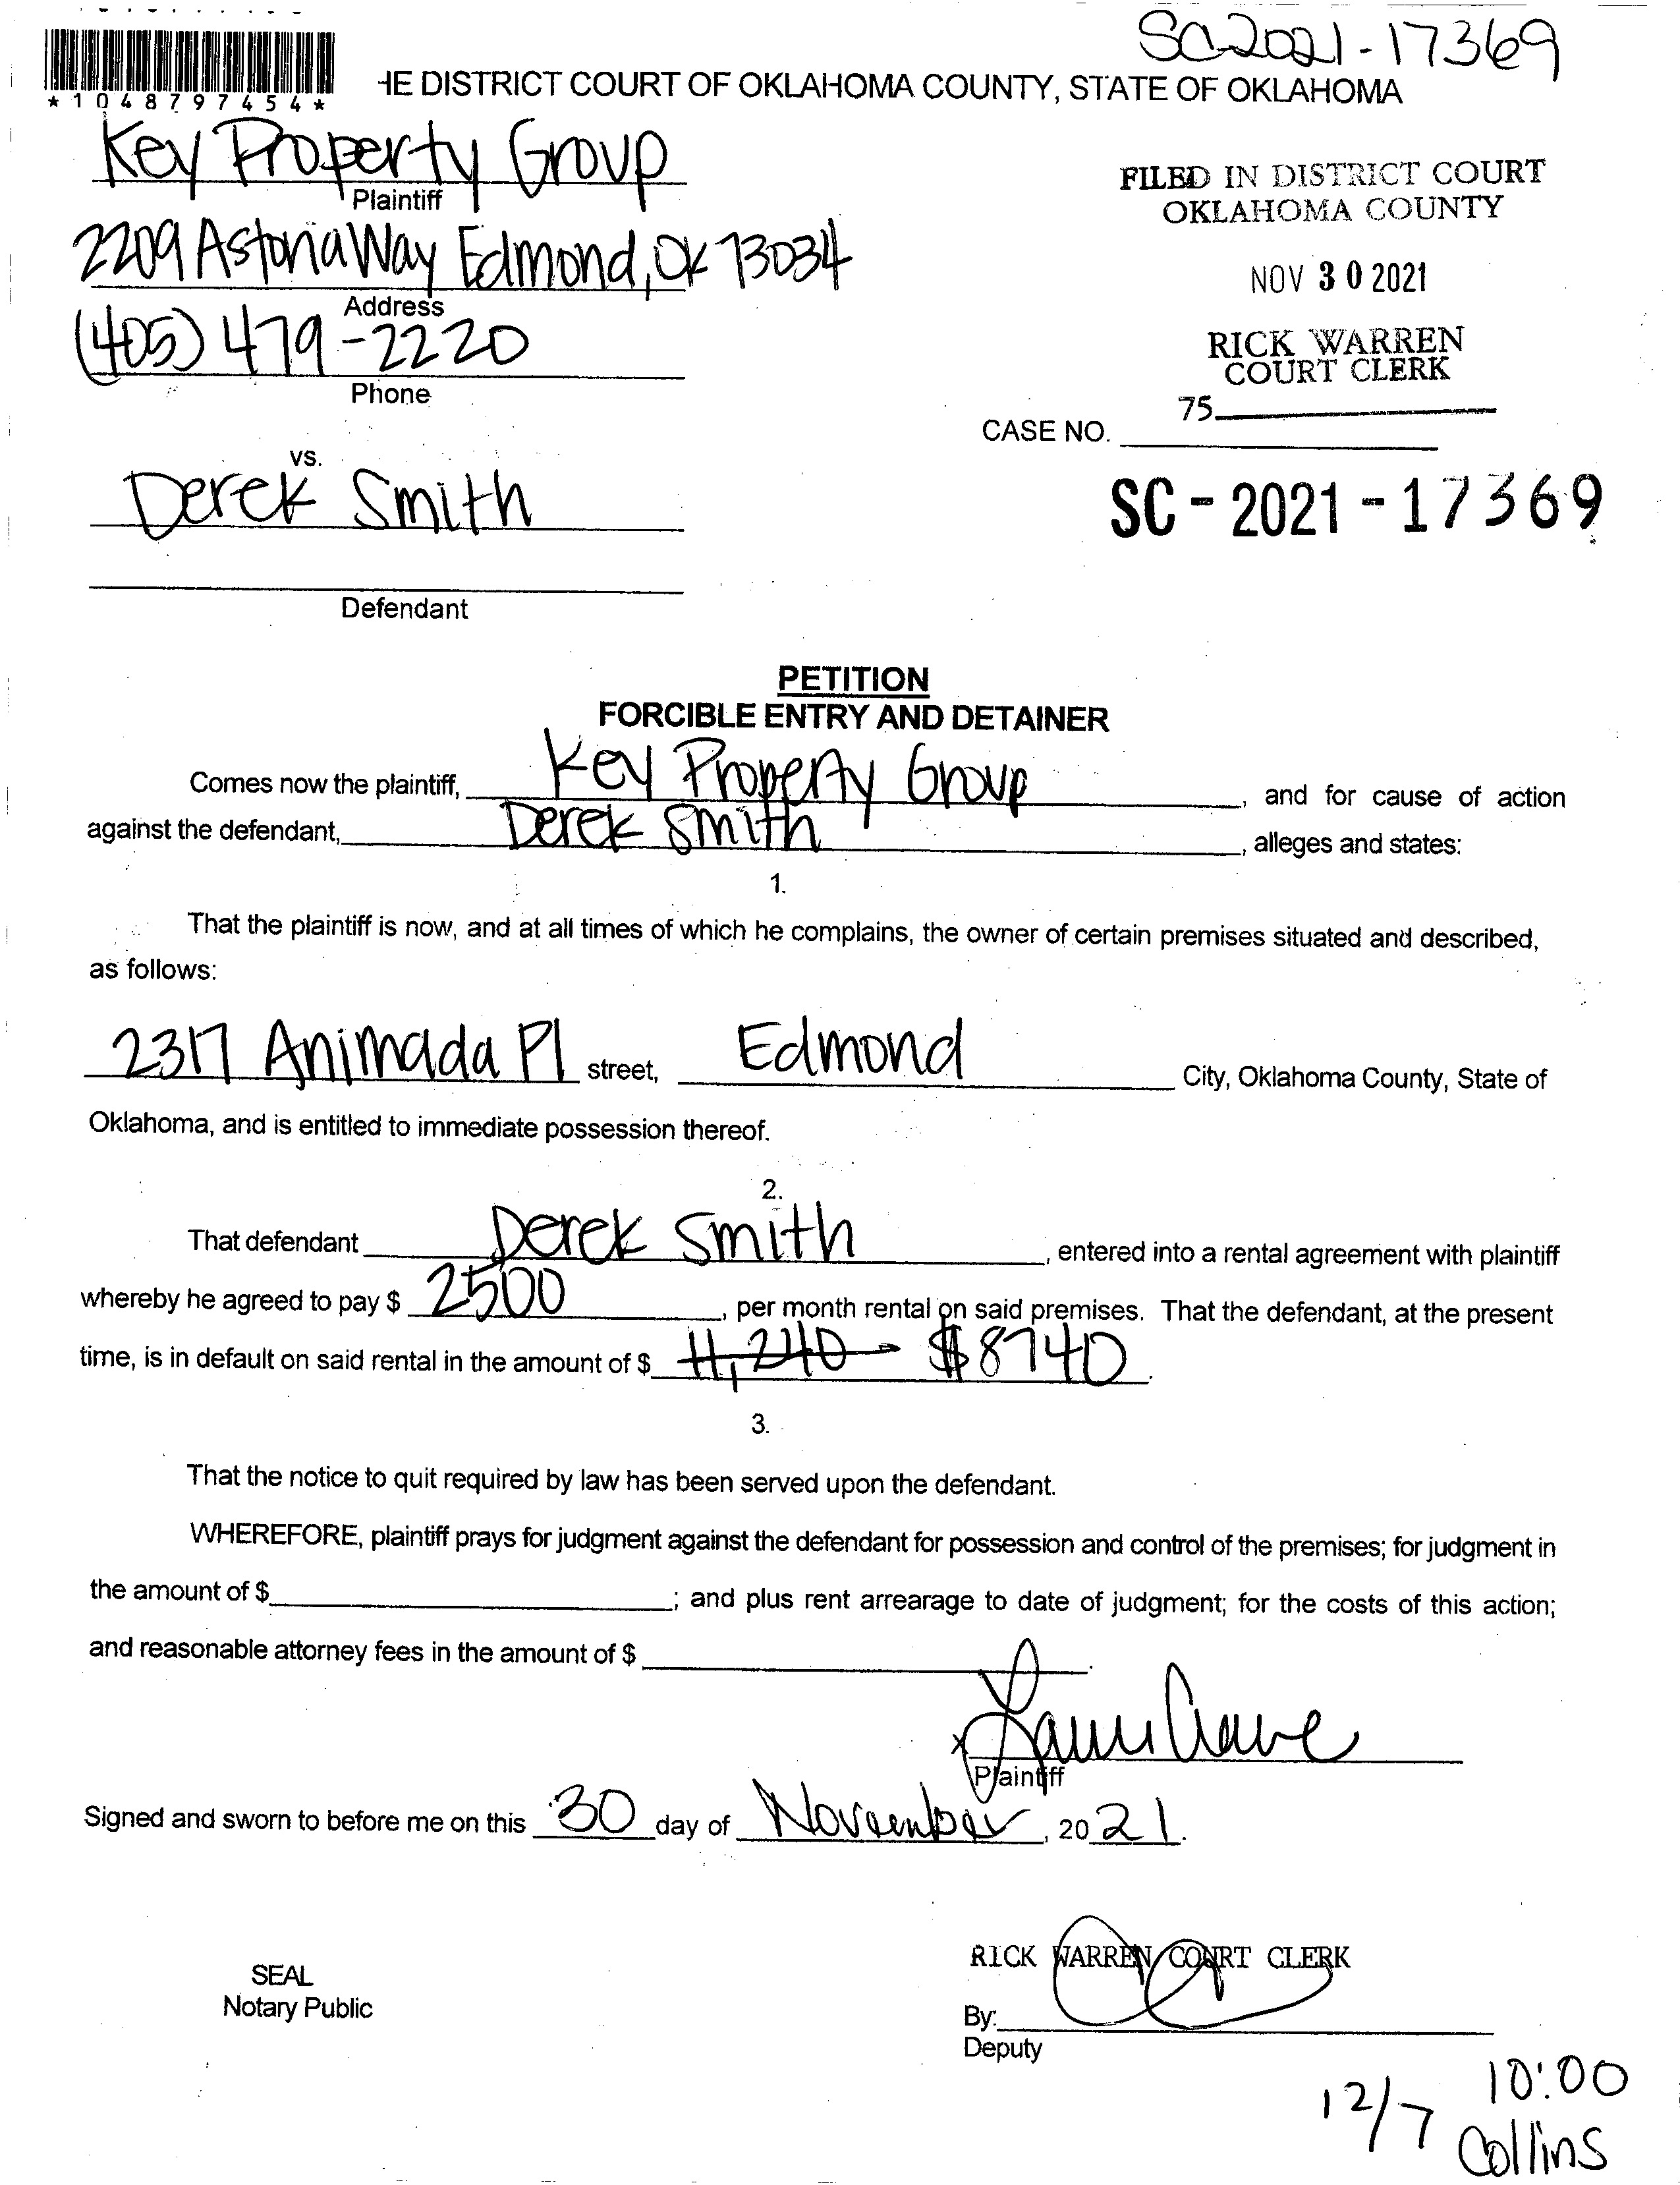 SC-2021-17369
*1048797454*
HE DISTRICT COURT OF OKLAHOMA COUNTY, STATE OF OKLAHOMA
Key Property Group
Plaintiff
2209 Astoria Way Edmond, OK 73034
Address
(405) 479-2220
Phone
FILED IN DISTRICT COURT
OKLAHOMA COUNTY
NOV 30 2021
RICK WARREN
COURT CLERK
75
CASE NO.
SC-2021-17369
vs.
Derek Smith
Defendant
PETITION
FORCIBLE ENTRY AND DETAINER
Comes now the plaintiff, Key Property Group, and for cause of action
against the defendant, Derek Smith, alleges and states:
1.
That the plaintiff is now, and at all times of which he complains, the owner of certain premises situated and described,
as follows:
2317 Animada Pl street, Edmond City, Oklahoma County, State of
Oklahoma, and is entitled to immediate possession thereof.
2.
That defendant Derek Smith, entered into a rental agreement with plaintiff
whereby he agreed to pay $ 2500, per month rental on said premises. That the defendant, at the present
time, is in default on said rental in the amount of $ 11,240 $8740.
3.
That the notice to quit required by law has been served upon the defendant.
WHEREFORE, plaintiff prays for judgment against the defendant for possession and control of the premises; for judgment in
the amount of $ ; and plus rent arrearage to date of judgment; for the costs of this action;
and reasonable attorney fees in the amount of $ .
x
Plaintiff
Signed and sworn to before me on this 30 day of November, 2021.
SEAL
Notary Public
RICK WARREN COURT CLERK
By:
Deputy
12/7 10:00
Collins